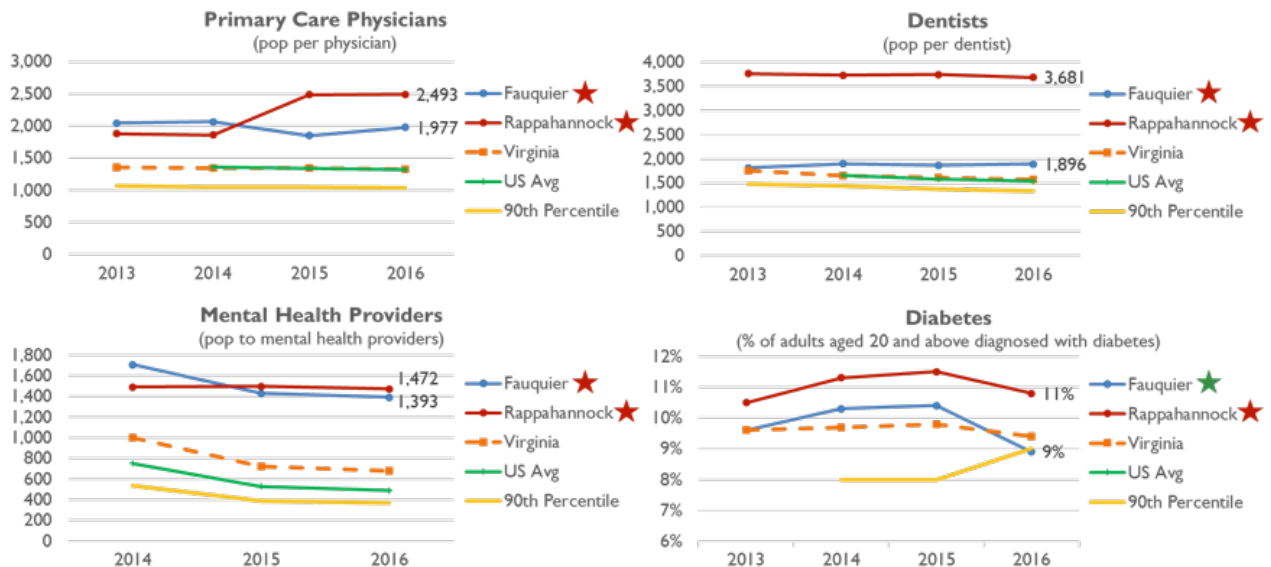 Primary Care Physicians
(pop per physician)
3,000
2,500
2,000
1,500
1,000
500
0
2013 2014 2015 2016
2,493
1,977
Fauquier
Rappahannock
Virginia
US Avg
90th Percentile
Dentists
(pop per dentist)
4,000
3,500
3,000
2,500
2,000
1,500
1,000
500
0
2013 2014 2015 2016
3,681
1,896
Fauquier
Rappahannock
Virginia
US Avg
90th Percentile
Mental Health Providers
(pop to mental health providers)
1,800
1,600
1,400
1,200
1,000
800
600
400
200
0
2014 2015 2016
1,472
1,393
Fauquier
Rappahannock
Virginia
US Avg
90th Percentile
Diabetes
(% of adults aged 20 and above diagnosed with diabetes)
12%
11%
10%
9%
8%
7%
6%
2013 2014 2015 2016
11%
9%
Fauquier
Rappahannock
Virginia
US Avg
90th Percentile